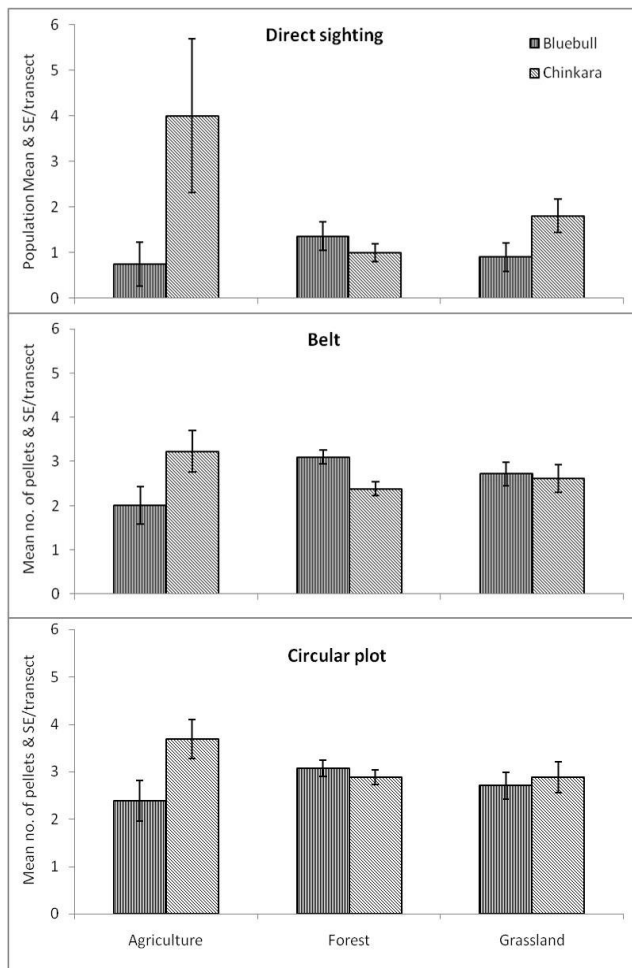 Direct sighting
Bluebull
Chinkara
Population Mean & SE/transect
6
5
4
3
2
1
0
Belt
Mean no. of pellets & SE/transect
6
5
4
3
2
1
0
Circular plot
Mean no. of pellets & SE/transect
6
5
4
3
2
1
0
Agriculture Forest Grassland